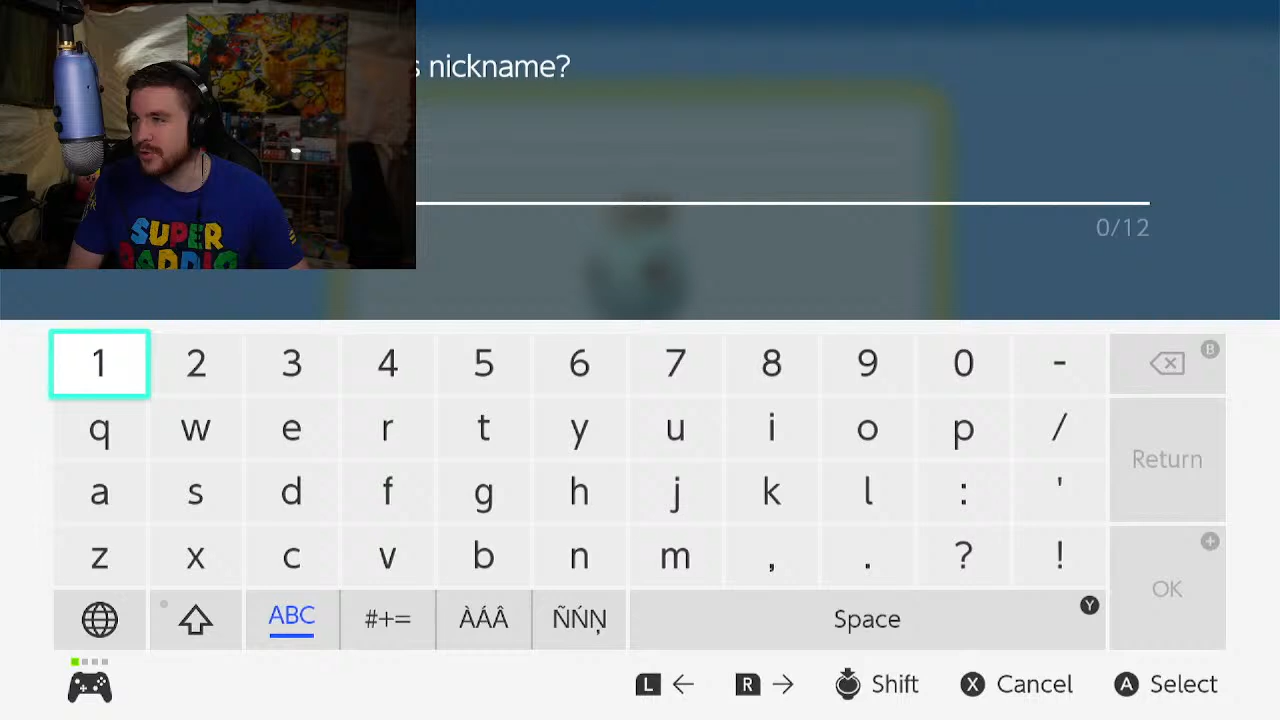 s nickname?
SUPER
DADDIO
0/12
1 2 3 4 5 6 7 8 9 0 - B
q w e r t y u i o p /
Return
a s d f g h j k l : '
z x c v b n m , . ? ! +
OK
ABC #+= ÀÁÂ ÑŃŅ Space Y
L ← R → Shift X Cancel A Select